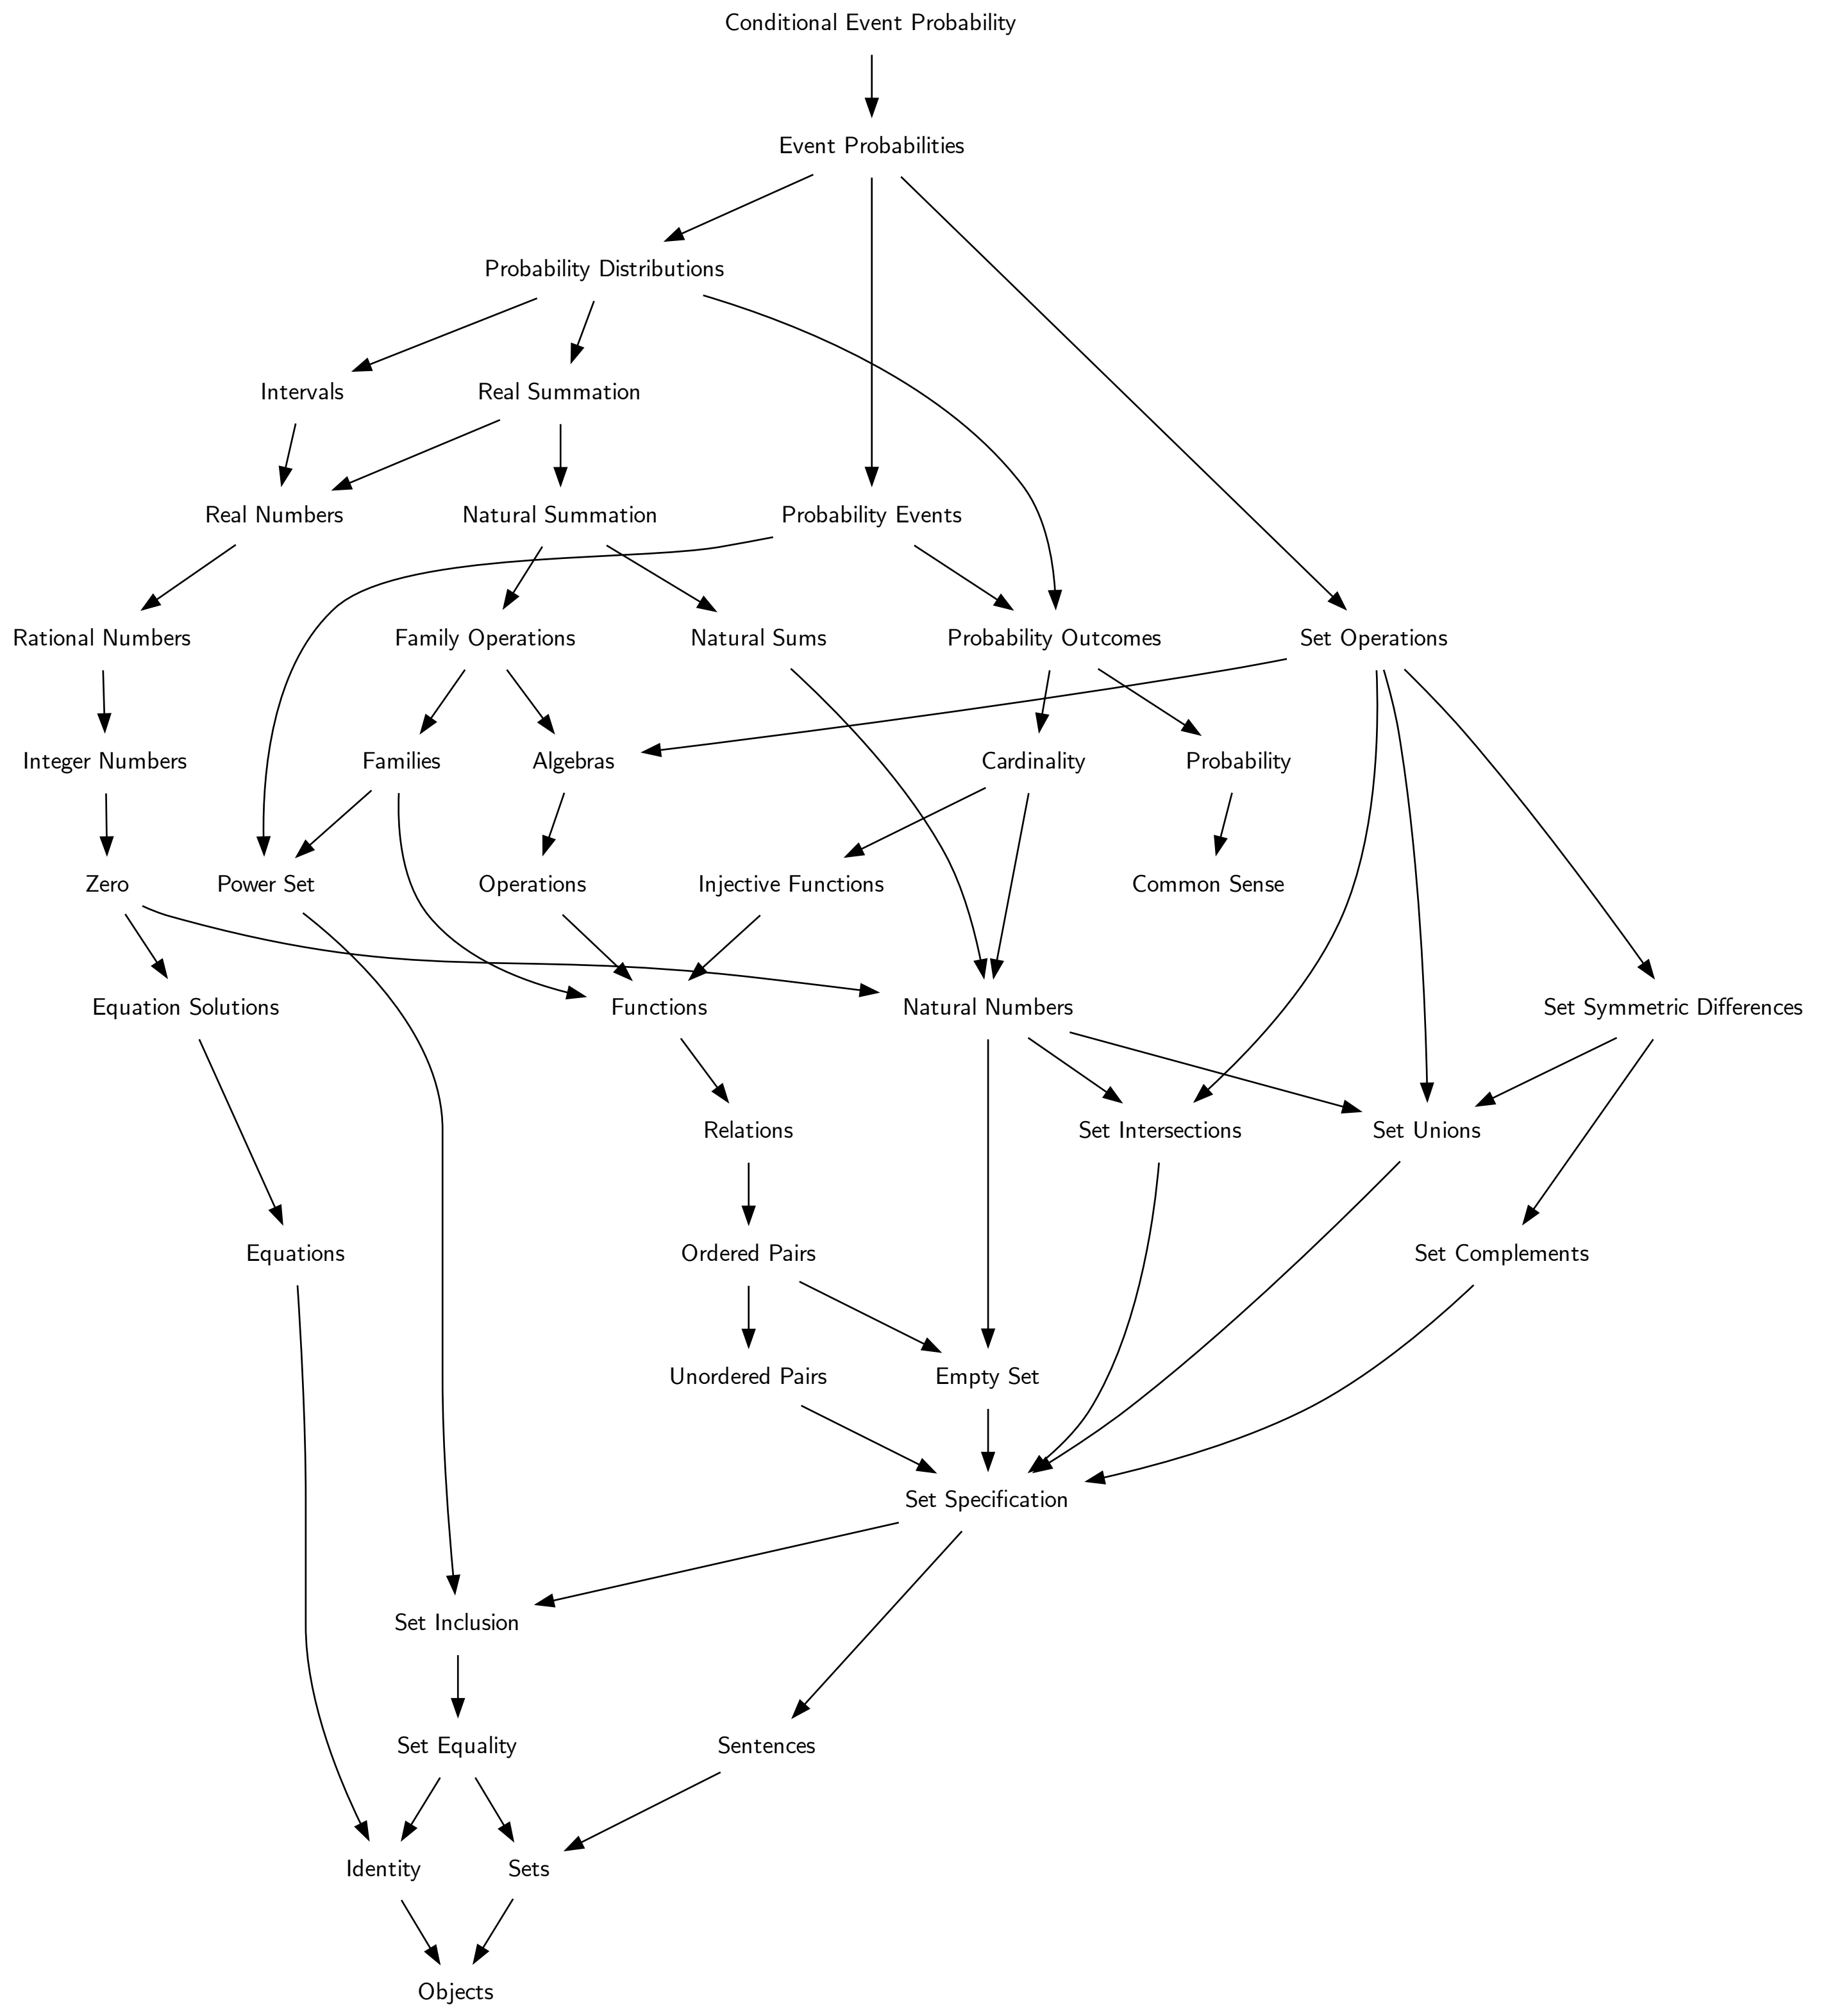 Conditional Event Probability
Event Probabilities
Probability Distributions
Intervals
Real Summation
Real Numbers
Natural Summation
Probability Events
Rational Numbers
Family Operations
Natural Sums
Probability Outcomes
Set Operations
Integer Numbers
Families
Algebras
Cardinality
Probability
Zero
Power Set
Operations
Injective Functions
Common Sense
Equation Solutions
Functions
Natural Numbers
Set Symmetric Differences
Relations
Set Intersections
Set Unions
Equations
Ordered Pairs
Set Complements
Unordered Pairs
Empty Set
Set Specification
Set Inclusion
Set Equality
Sentences
Identity
Sets
Objects